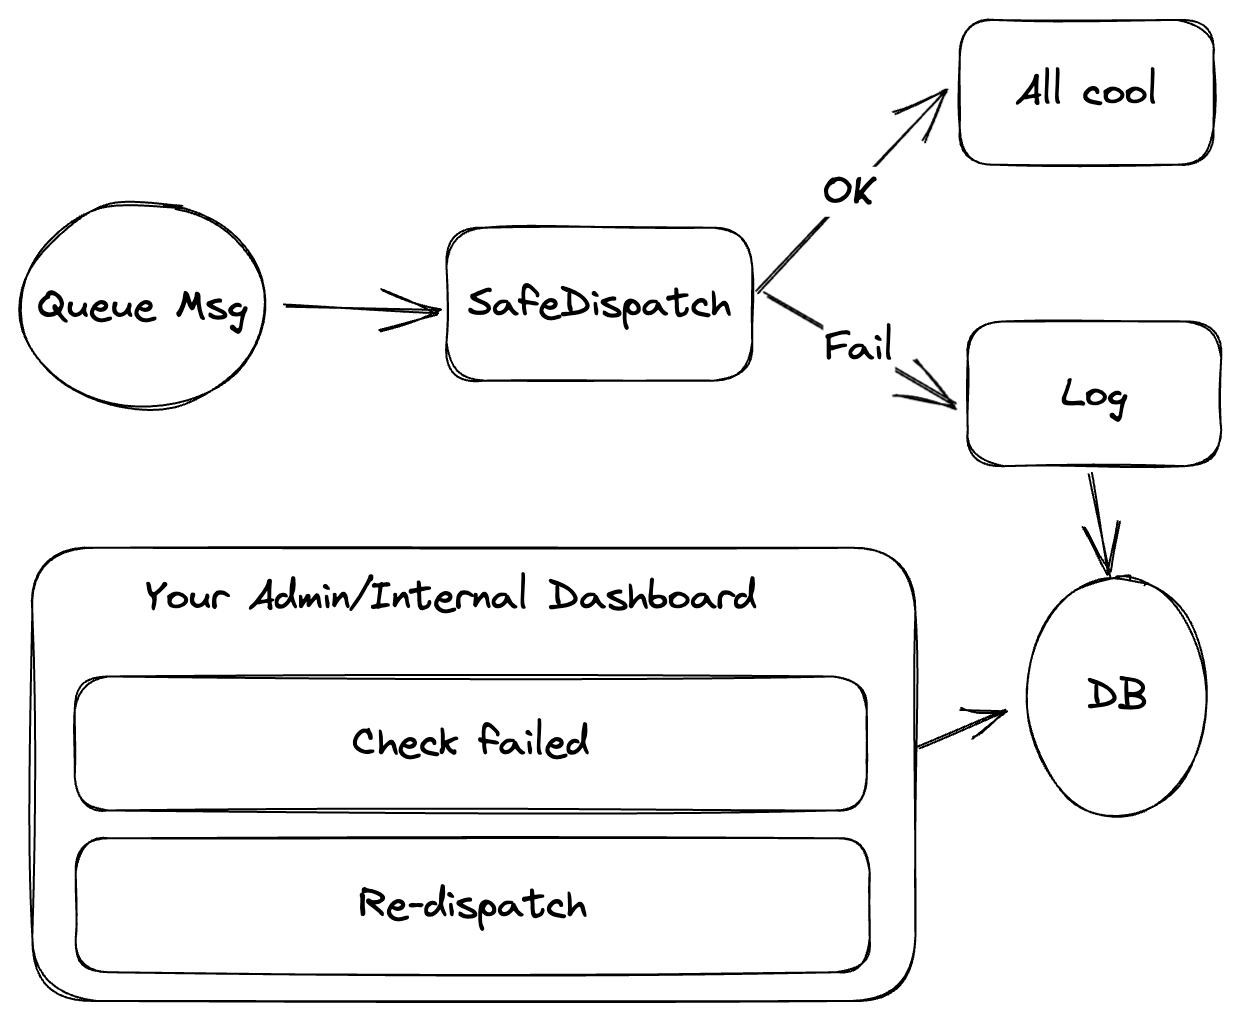 All cool
OK
Queue Msg
SafeDispatch
Fail
Log
Your Admin/Internal Dashboard
DB
Check failed
Re-dispatch